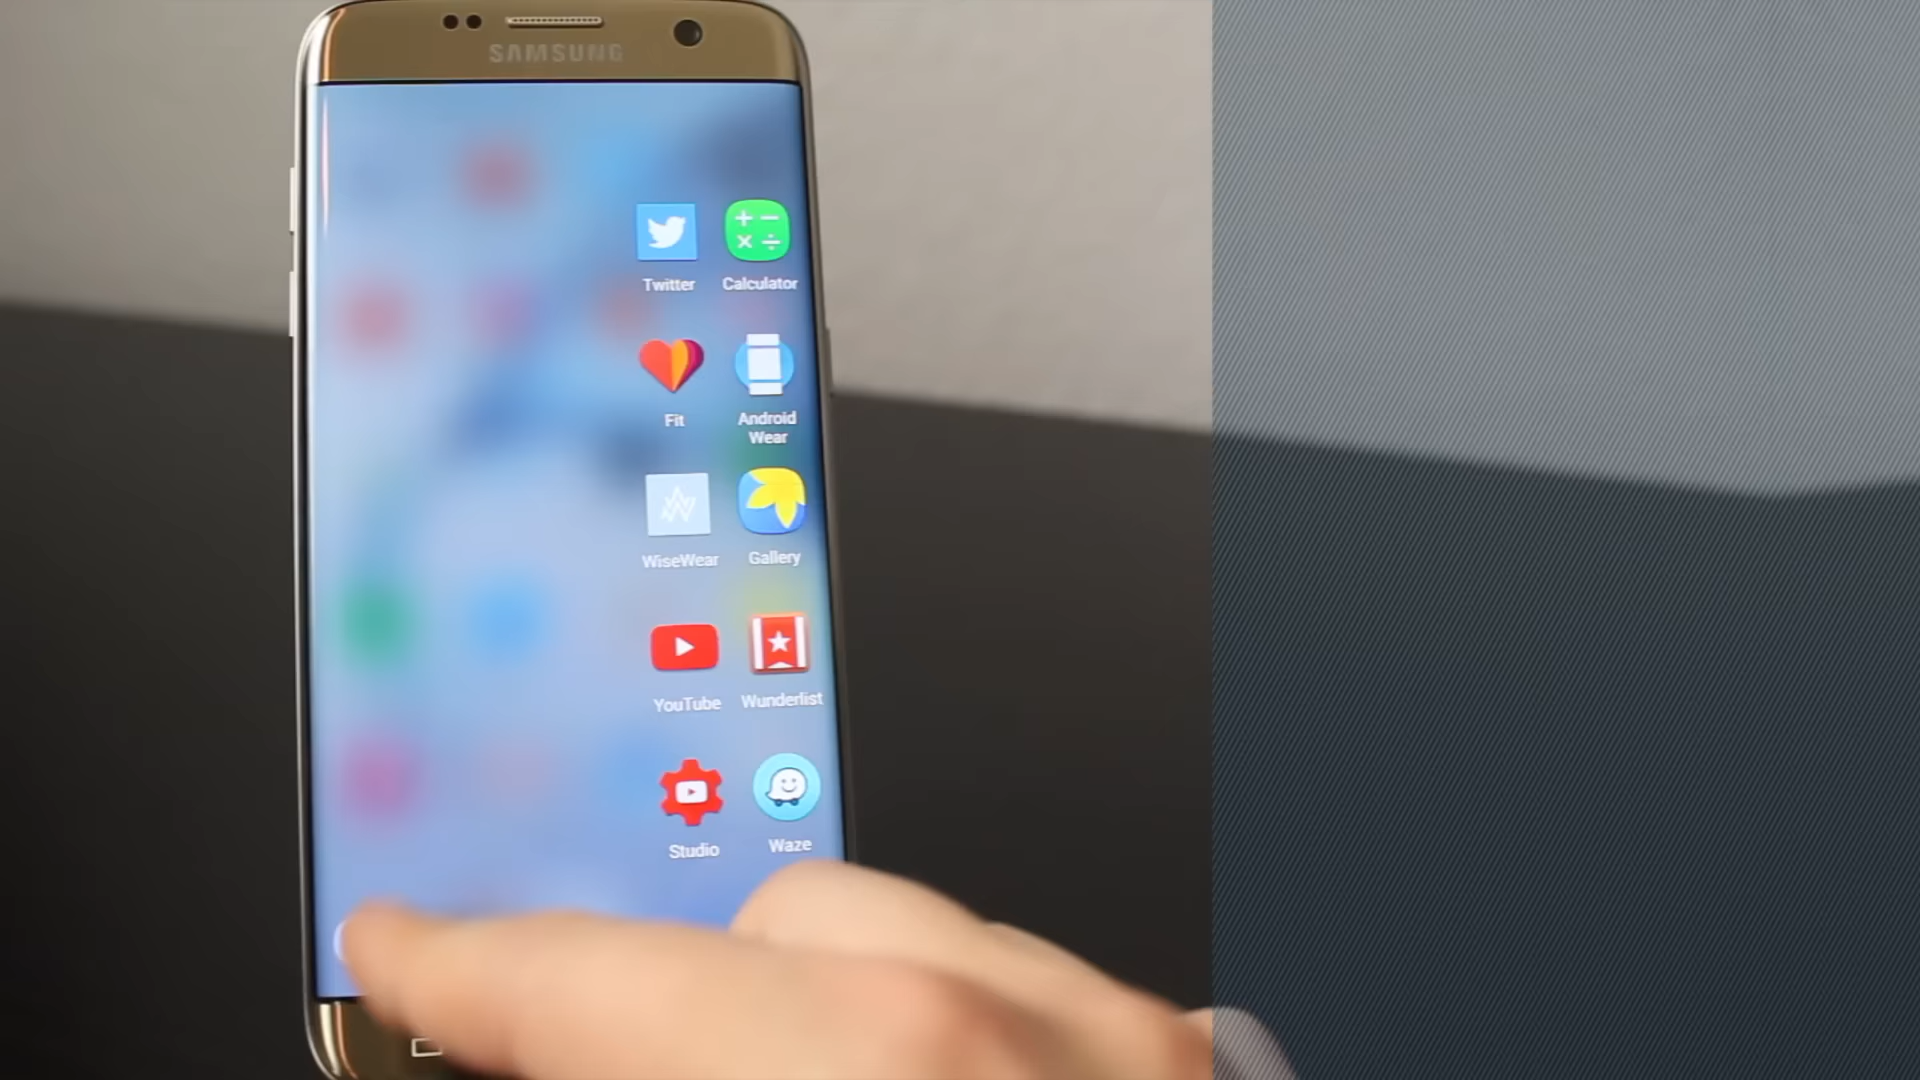 SAMSUNG
Twitter
Calculator
Fit
Android
Wear
WiseWear
Gallery
YouTube
Wunderlist
Studio
Waze